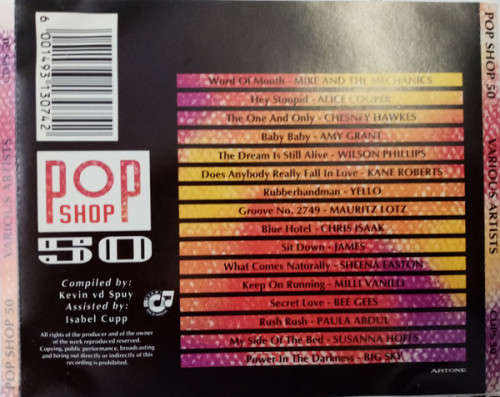 POP SHOP 50 VARIOUS ARTISTS
6 001493 130742
POP
SHOP
50
Compiled by:
Kevin vd Spuy
Assisted by:
Isabel Cupp
All rights of the producer and of the owner
of the work reproduced reserved.
Copying, public performance, broadcasting
and hiring out directly or indirectly of this
recording is prohibited.
Word Of Mouth - MIKE AND THE MECHANICS
Hey Stoopid - ALICE COOPER
The One And Only - CHESNEY HAWKES
Baby Baby - AMY GRANT
The Dream Is Still Alive - WILSON PHILLIPS
Does Anybody Really Fall In Love - KANE ROBERTS
Rubberbandman - YELLO
Groove No. 2749 - MAURITZ LOTZ
Blue Hotel - CHRIS ISAAK
Sit Down - JAMES
What Comes Naturally - SHEENA EASTON
Keep On Running - MILLI VANILLI
Secret Love - BEE GEES
Rush Rush - PAULA ABDUL
My Side Of The Bed - SUSANNA HOFFS
Power In The Darkness - BIG SKY
ARTONE
POP SHOP 50 VARIOUS ARTISTS